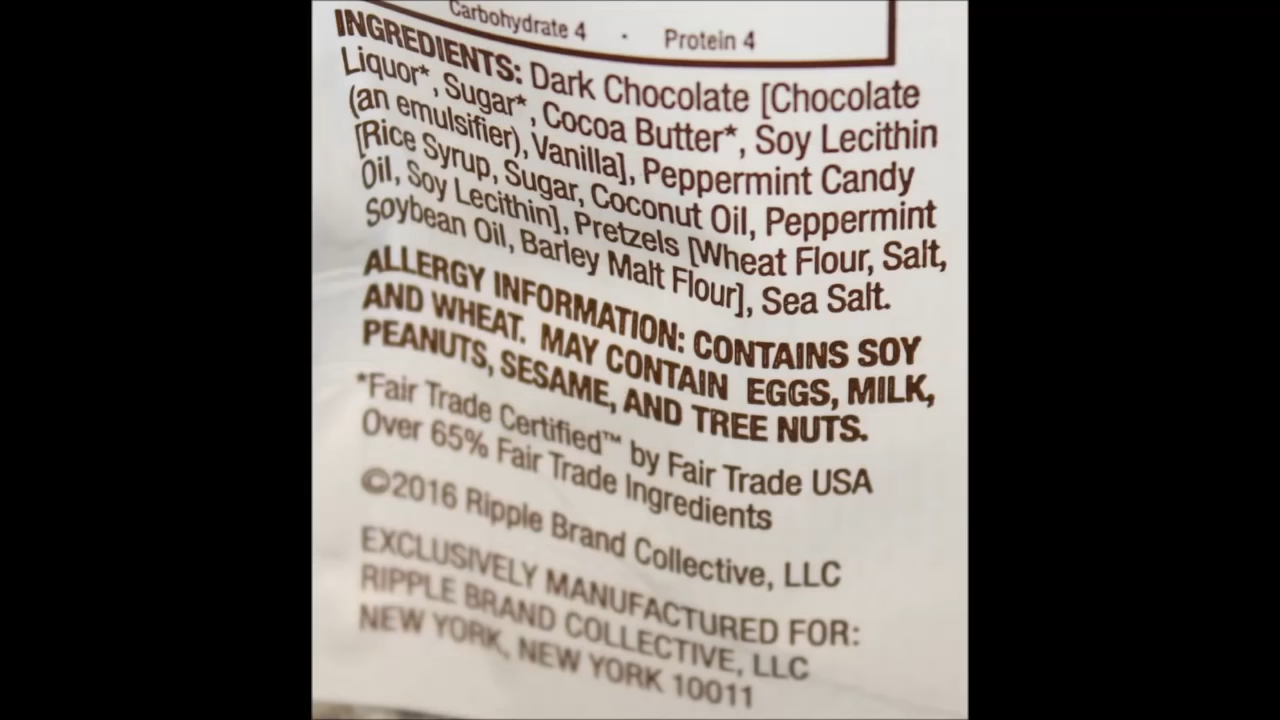 Carbohydrate 4 · Protein 4
INGREDIENTS: Dark Chocolate [Chocolate
Liquor*, Sugar*, Cocoa Butter*, Soy Lecithin
(an emulsifier), Vanilla], Peppermint Candy
[Rice Syrup, Sugar, Coconut Oil, Peppermint
Oil, Soy Lecithin], Pretzels [Wheat Flour, Salt,
Soybean Oil, Barley Malt Flour], Sea Salt.
ALLERGY INFORMATION: CONTAINS SOY
AND WHEAT. MAY CONTAIN EGGS, MILK,
PEANUTS, SESAME, AND TREE NUTS.
*Fair Trade Certified™ by Fair Trade USA
Over 65% Fair Trade Ingredients
©2016 Ripple Brand Collective, LLC
EXCLUSIVELY MANUFACTURED FOR:
RIPPLE BRAND COLLECTIVE, LLC
NEW YORK, NEW YORK 10011